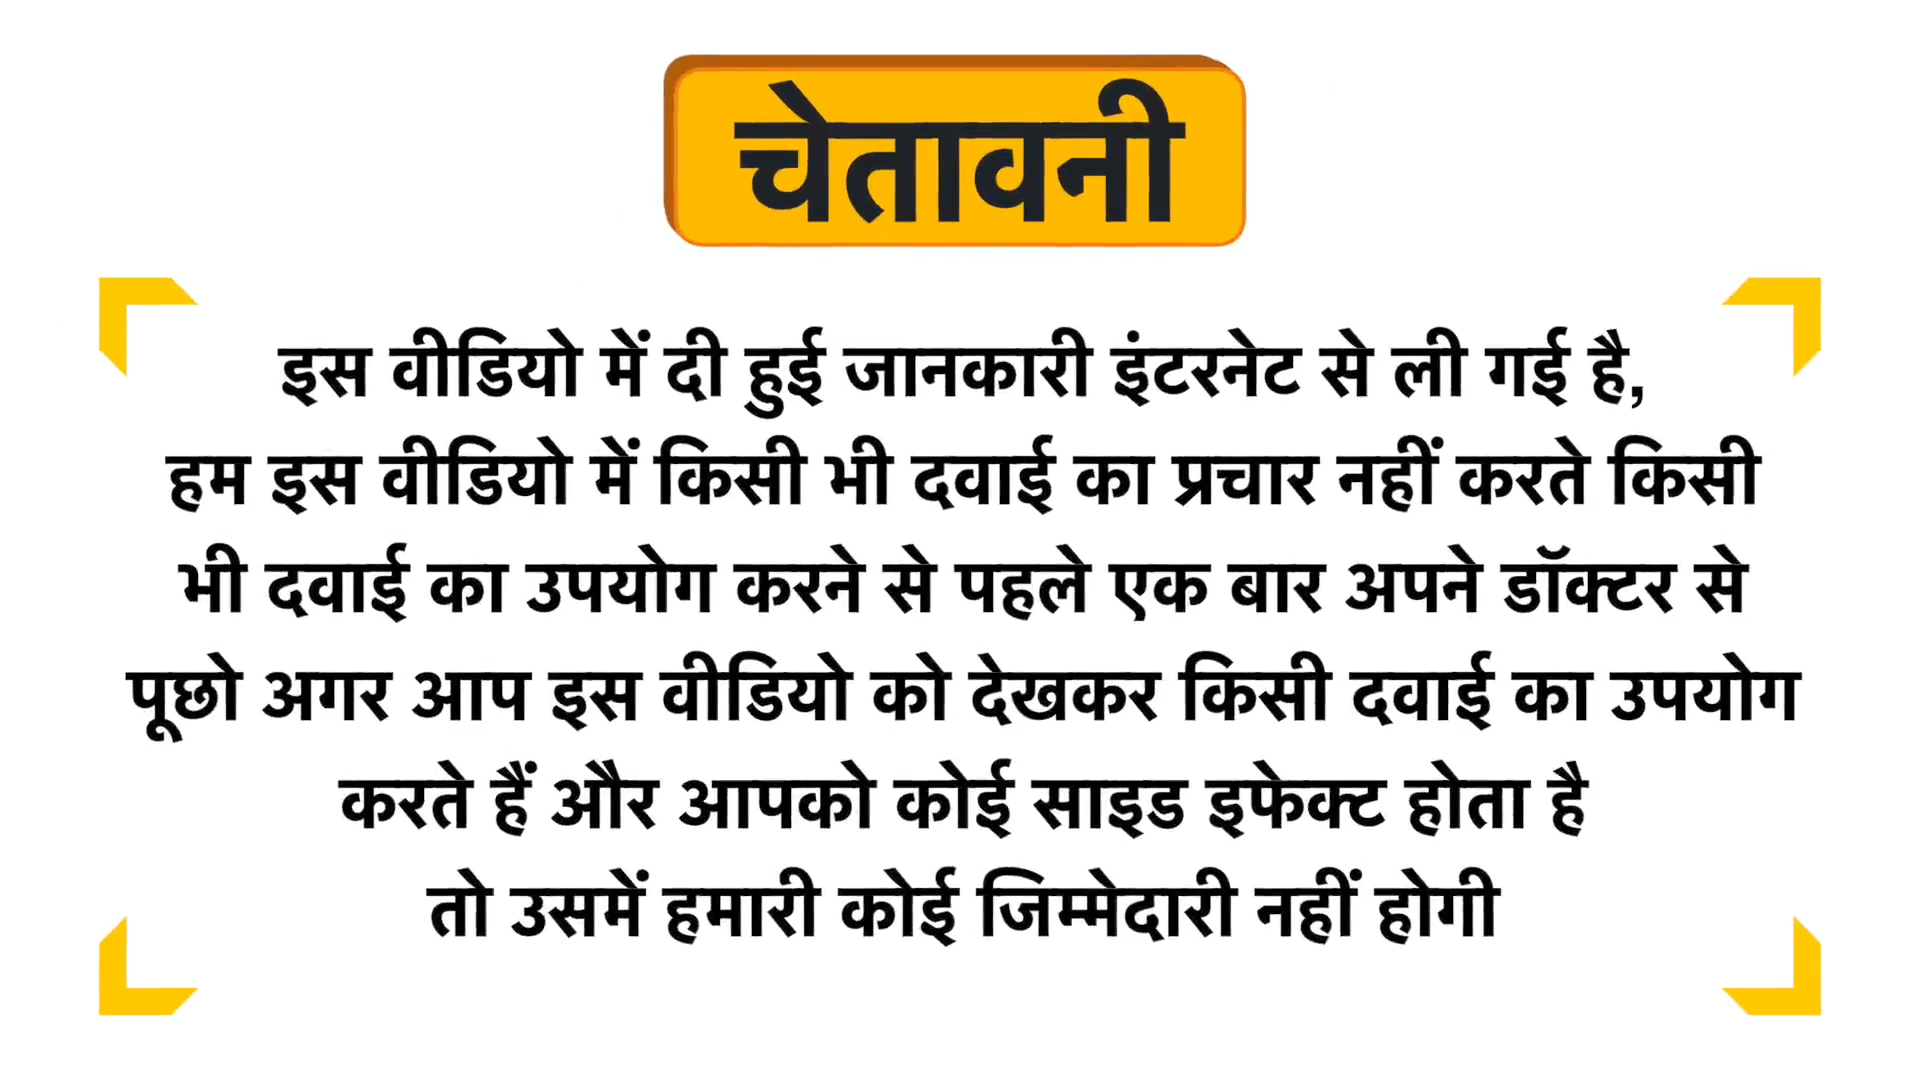 चेतावनी
इस वीडियो में दी हुई जानकारी इंटरनेट से ली गई है,
हम इस वीडियो में किसी भी दवाई का प्रचार नहीं करते किसी
भी दवाई का उपयोग करने से पहले एक बार अपने डॉक्टर से
पूछो अगर आप इस वीडियो को देखकर किसी दवाई का उपयोग
करते हैं और आपको कोई साइड इफेक्ट होता है
तो उसमें हमारी कोई जिम्मेदारी नहीं होगी